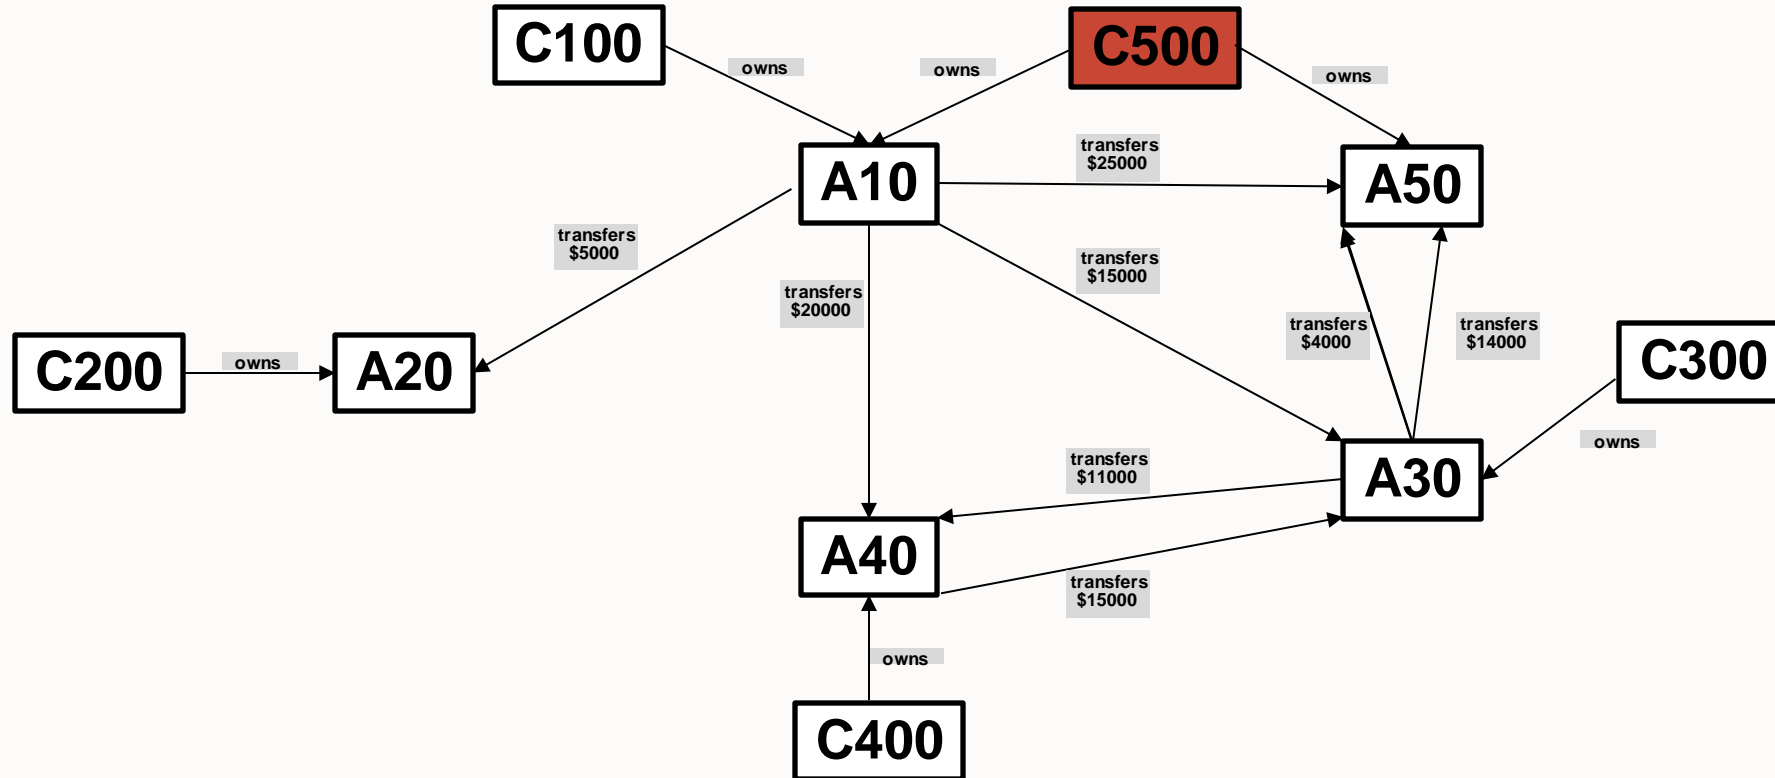 C100
C500
owns
owns
owns
A10
transfers
$25000
A50
transfers
$5000
transfers
$20000
transfers
$15000
transfers
$4000
transfers
$14000
C200
owns
A20
C300
owns
transfers
$11000
A30
A40
transfers
$15000
owns
C400